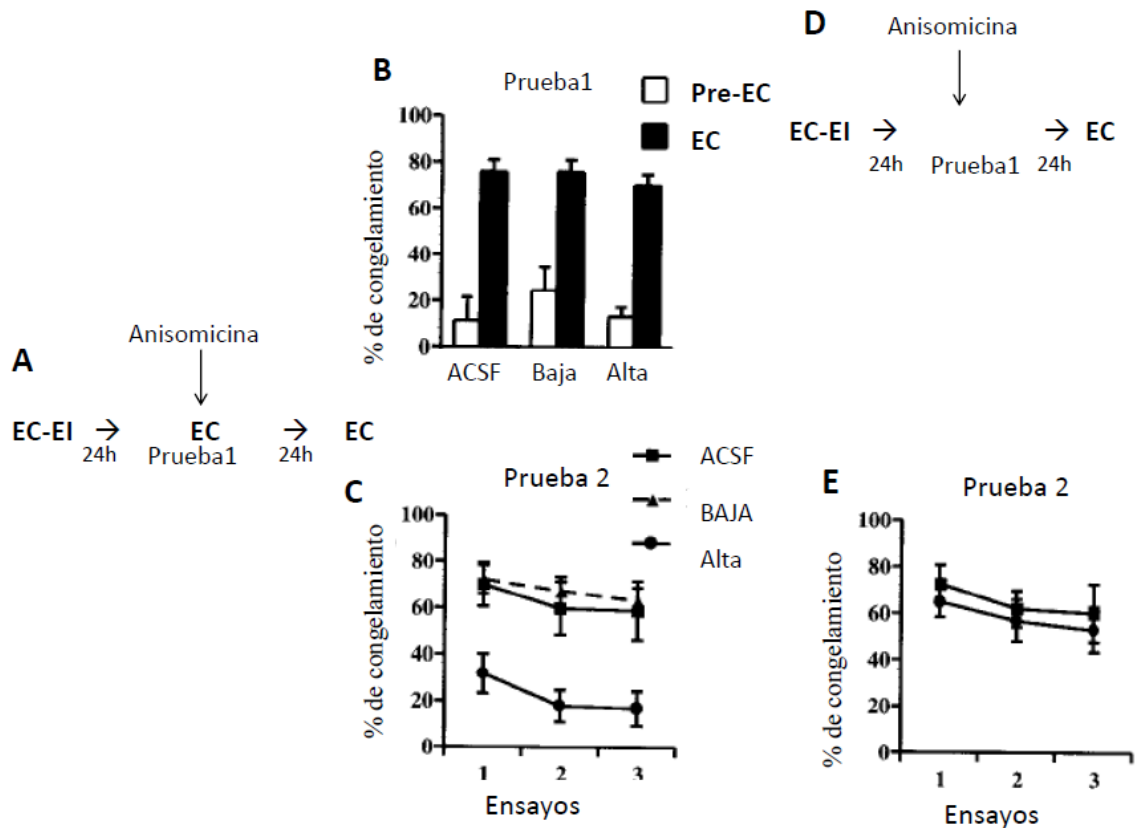 A
Anisomicina
EC-EI → EC → EC
24h Prueba1 24h
B
Prueba1
Pre-EC
EC
% de congelamiento
100
80
60
40
20
0
ACSF Baja Alta
C
Prueba 2
ACSF
BAJA
Alta
% de congelamiento
100
80
60
40
20
0
1 2 3
Ensayos
D
Anisomicina
EC-EI → → EC
24h Prueba1 24h
E
Prueba 2
% de congelamiento
100
80
60
40
20
0
1 2 3
Ensayos